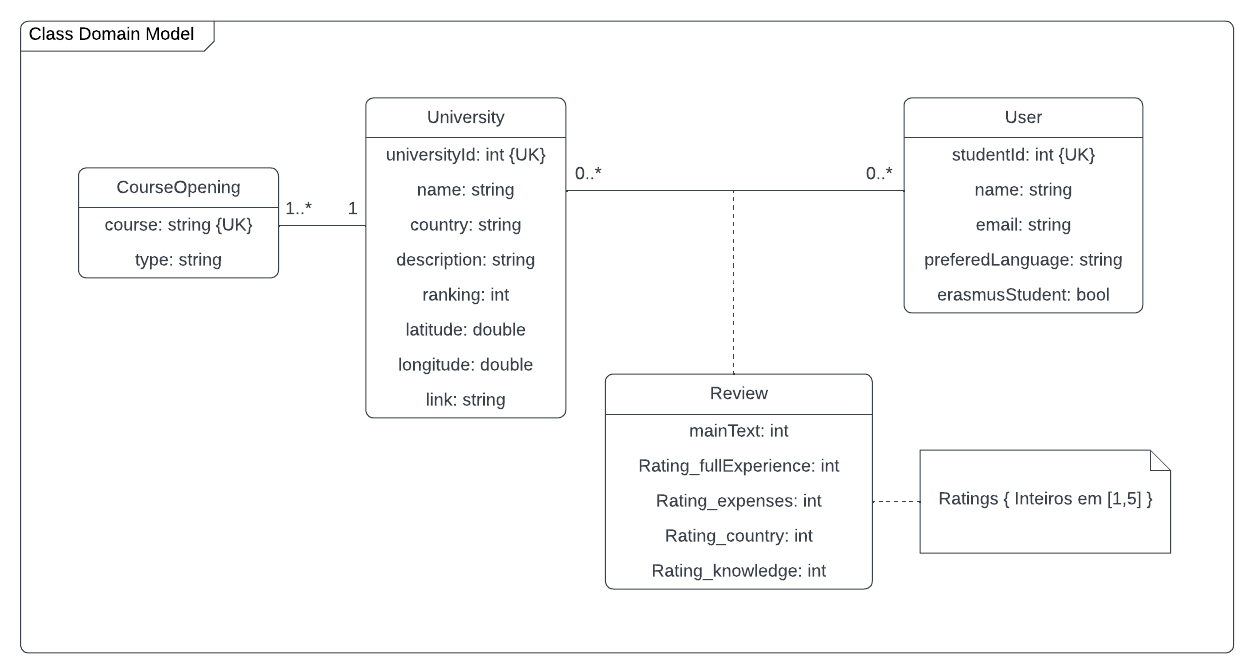 Class Domain Model
CourseOpening
course: string {UK}
type: string
1..*
1
University
universityId: int {UK}
name: string
country: string
description: string
ranking: int
latitude: double
longitude: double
link: string
0..*
0..*
User
studentId: int {UK}
name: string
email: string
preferedLanguage: string
erasmusStudent: bool
Review
mainText: int
Rating_fullExperience: int
Rating_expenses: int
Rating_country: int
Rating_knowledge: int
Ratings { Inteiros em [1,5] }